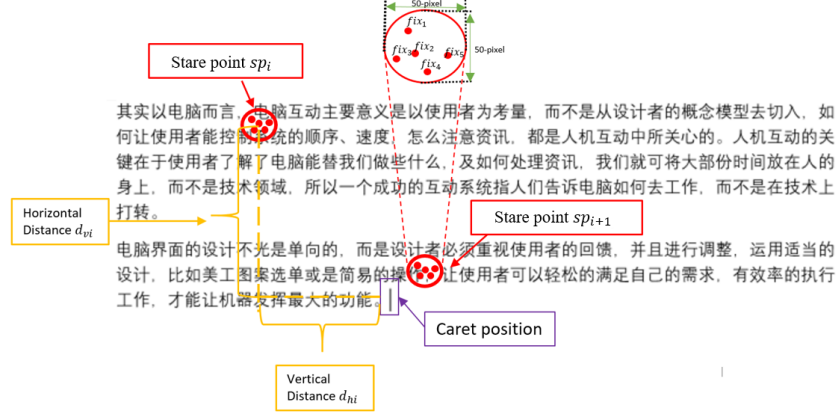 50-pixel
fix₁
fix₂
fix₃
fix₅
fix₄
50-pixel
Stare point spᵢ
其实以电脑而言，电脑互动主要意义是以使用者为考量，而不是从设计者的概念模型去切入，如
何让使用者能控制系统的顺序、速度，怎么注意资讯，都是人机互动中所关心的。人机互动的关
键在于使用者了解了电脑能替我们做些什么，及如何处理资讯，我们就可将大部份时间放在人的
身上，而不是技术领域，所以一个成功的互动系统指人们告诉电脑如何去工作，而不是在技术上
打转。
Horizontal
Distance d_vi
Stare point spᵢ₊₁
电脑界面的设计不光是单向的，而是设计者必须重视使用者的回馈，并且进行调整，运用适当的
设计，比如美工图案选单或是简易的操作，让使用者可以轻松的满足自己的需求，有效率的执行
工作，才能让机器发挥最大的功能。
Caret position
Vertical
Distance d_hi